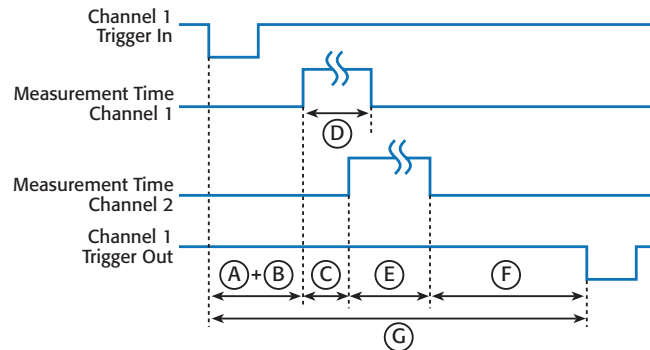 Channel 1
Trigger In
Measurement Time
Channel 1
D
Measurement Time
Channel 2
Channel 1
Trigger Out
A + B C E F
G